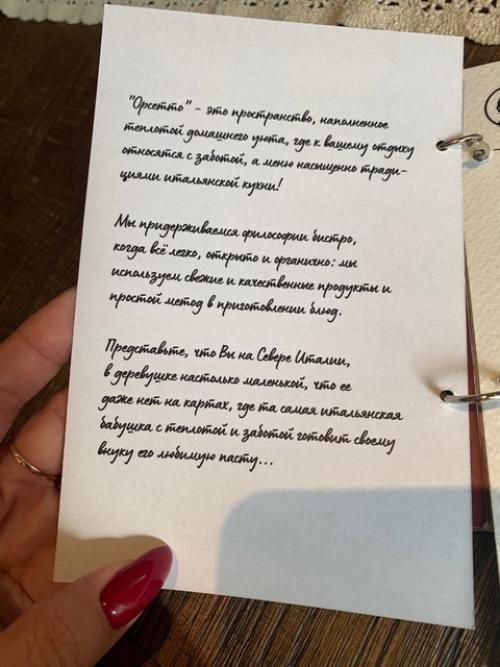 "Орсетто" - это пространство, наполненное
теплотой домашнего уюта, где к вашему отдыху
относятся с заботой, а меню насыщенно тради-
циями итальянской кухни!
Мы придерживаемся философии бистро,
когда всё легко, открыто и органично: мы
используем свежие и качественные продукты и
простой метод в приготовлении блюд.
Представьте, что Вы на Севере Италии,
в деревушке настолько маленькой, что ее
даже нет на картах, где та самая итальянская
бабушка с теплотой и заботой готовит своему
внуку его любимую пасту...